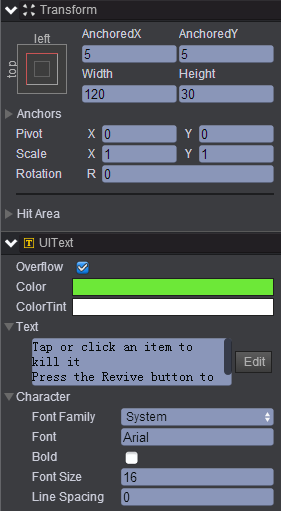 Transform
left
top
AnchoredX AnchoredY
5 5
Width Height
120 30
Anchors
Pivot X 0 Y 0
Scale X 1 Y 1
Rotation R 0
Hit Area
T UIText
Overflow
Color
ColorTint
Text
Tap or click an item to
kill it
Press the Revive button to
Edit
Character
Font Family System
Font Arial
Bold
Font Size 16
Line Spacing 0